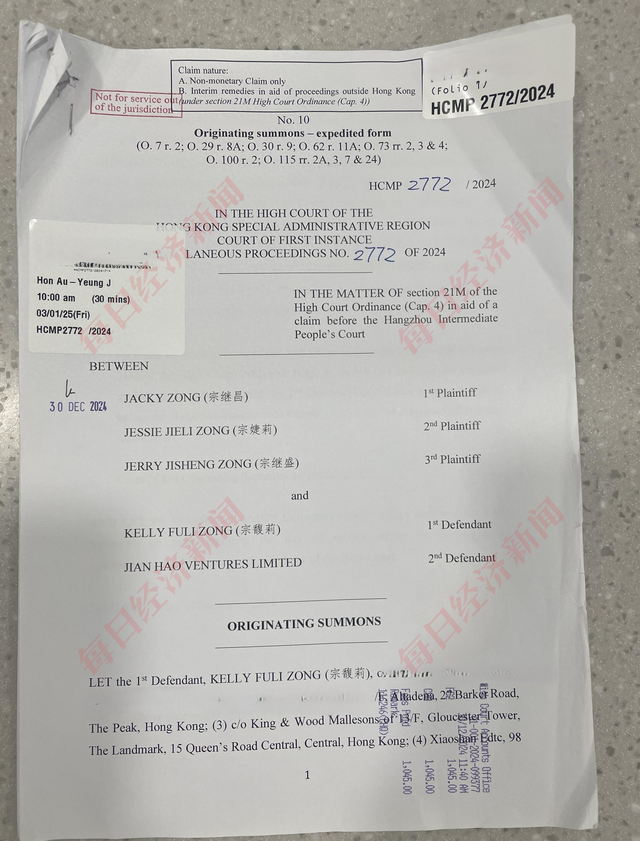 Claim nature:
A. Non-monetary Claim only
B. Interim remedies in aid of proceedings outside Hong Kong
(under section 21M High Court Ordinance (Cap. 4))
Not for service out
of the jurisdiction
(Folio 1/
HCMP 2772/2024
No. 10
Originating summons – expedited form
(O. 7 r. 2; O. 29 r. 8A; O. 30 r. 9; O. 62 r. 11A; O. 73 rr. 2, 3 & 4;
O. 100 r. 2; O. 115 rr. 2A, 3, 7 & 24)
HCMP 2772 / 2024
IN THE HIGH COURT OF THE
HONG KONG SPECIAL ADMINISTRATIVE REGION
COURT OF FIRST INSTANCE
LANEOUS PROCEEDINGS NO. 2772 OF 2024
Hon Au-Yeung J
10:00 am (30 mins)
03/01/25(Fri)
HCMP2772 /2024
IN THE MATTER OF section 21M of the
High Court Ordinance (Cap. 4) in aid of a
claim before the Hangzhou Intermediate
People's Court
BETWEEN
30 DEC 2024
JACKY ZONG (宗继昌) 1st Plaintiff
JESSIE JIELI ZONG (宗婕莉) 2nd Plaintiff
JERRY JISHENG ZONG (宗继盛) 3rd Plaintiff
and
KELLY FULI ZONG (宗馥莉) 1st Defendant
JIAN HAO VENTURES LIMITED 2nd Defendant
ORIGINATING SUMMONS
LET the 1st Defendant, KELLY FULI ZONG (宗馥莉),
/F, Altadena, 27 Barker Road,
The Peak, Hong Kong; (3) c/o King & Wood Mallesons of 13/F, Gloucester Tower,
The Landmark, 15 Queen's Road Central, Central, Hong Kong; (4) Xiaoshan Edtc, 98
1
High Court Accounts Office
11:40 AM
1,045.00
1,045.00
1,045.00
每日经济新闻
每日经济新闻
每日经济新闻
每日经济新闻